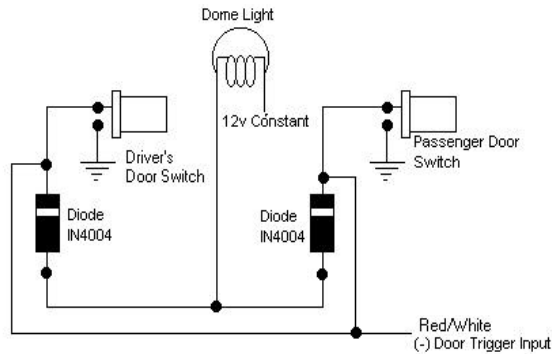 Dome Light
12v Constant
Driver's
Door Switch
Passenger Door
Switch
Diode
IN4004
Diode
IN4004
Red/White
(-) Door Trigger Input